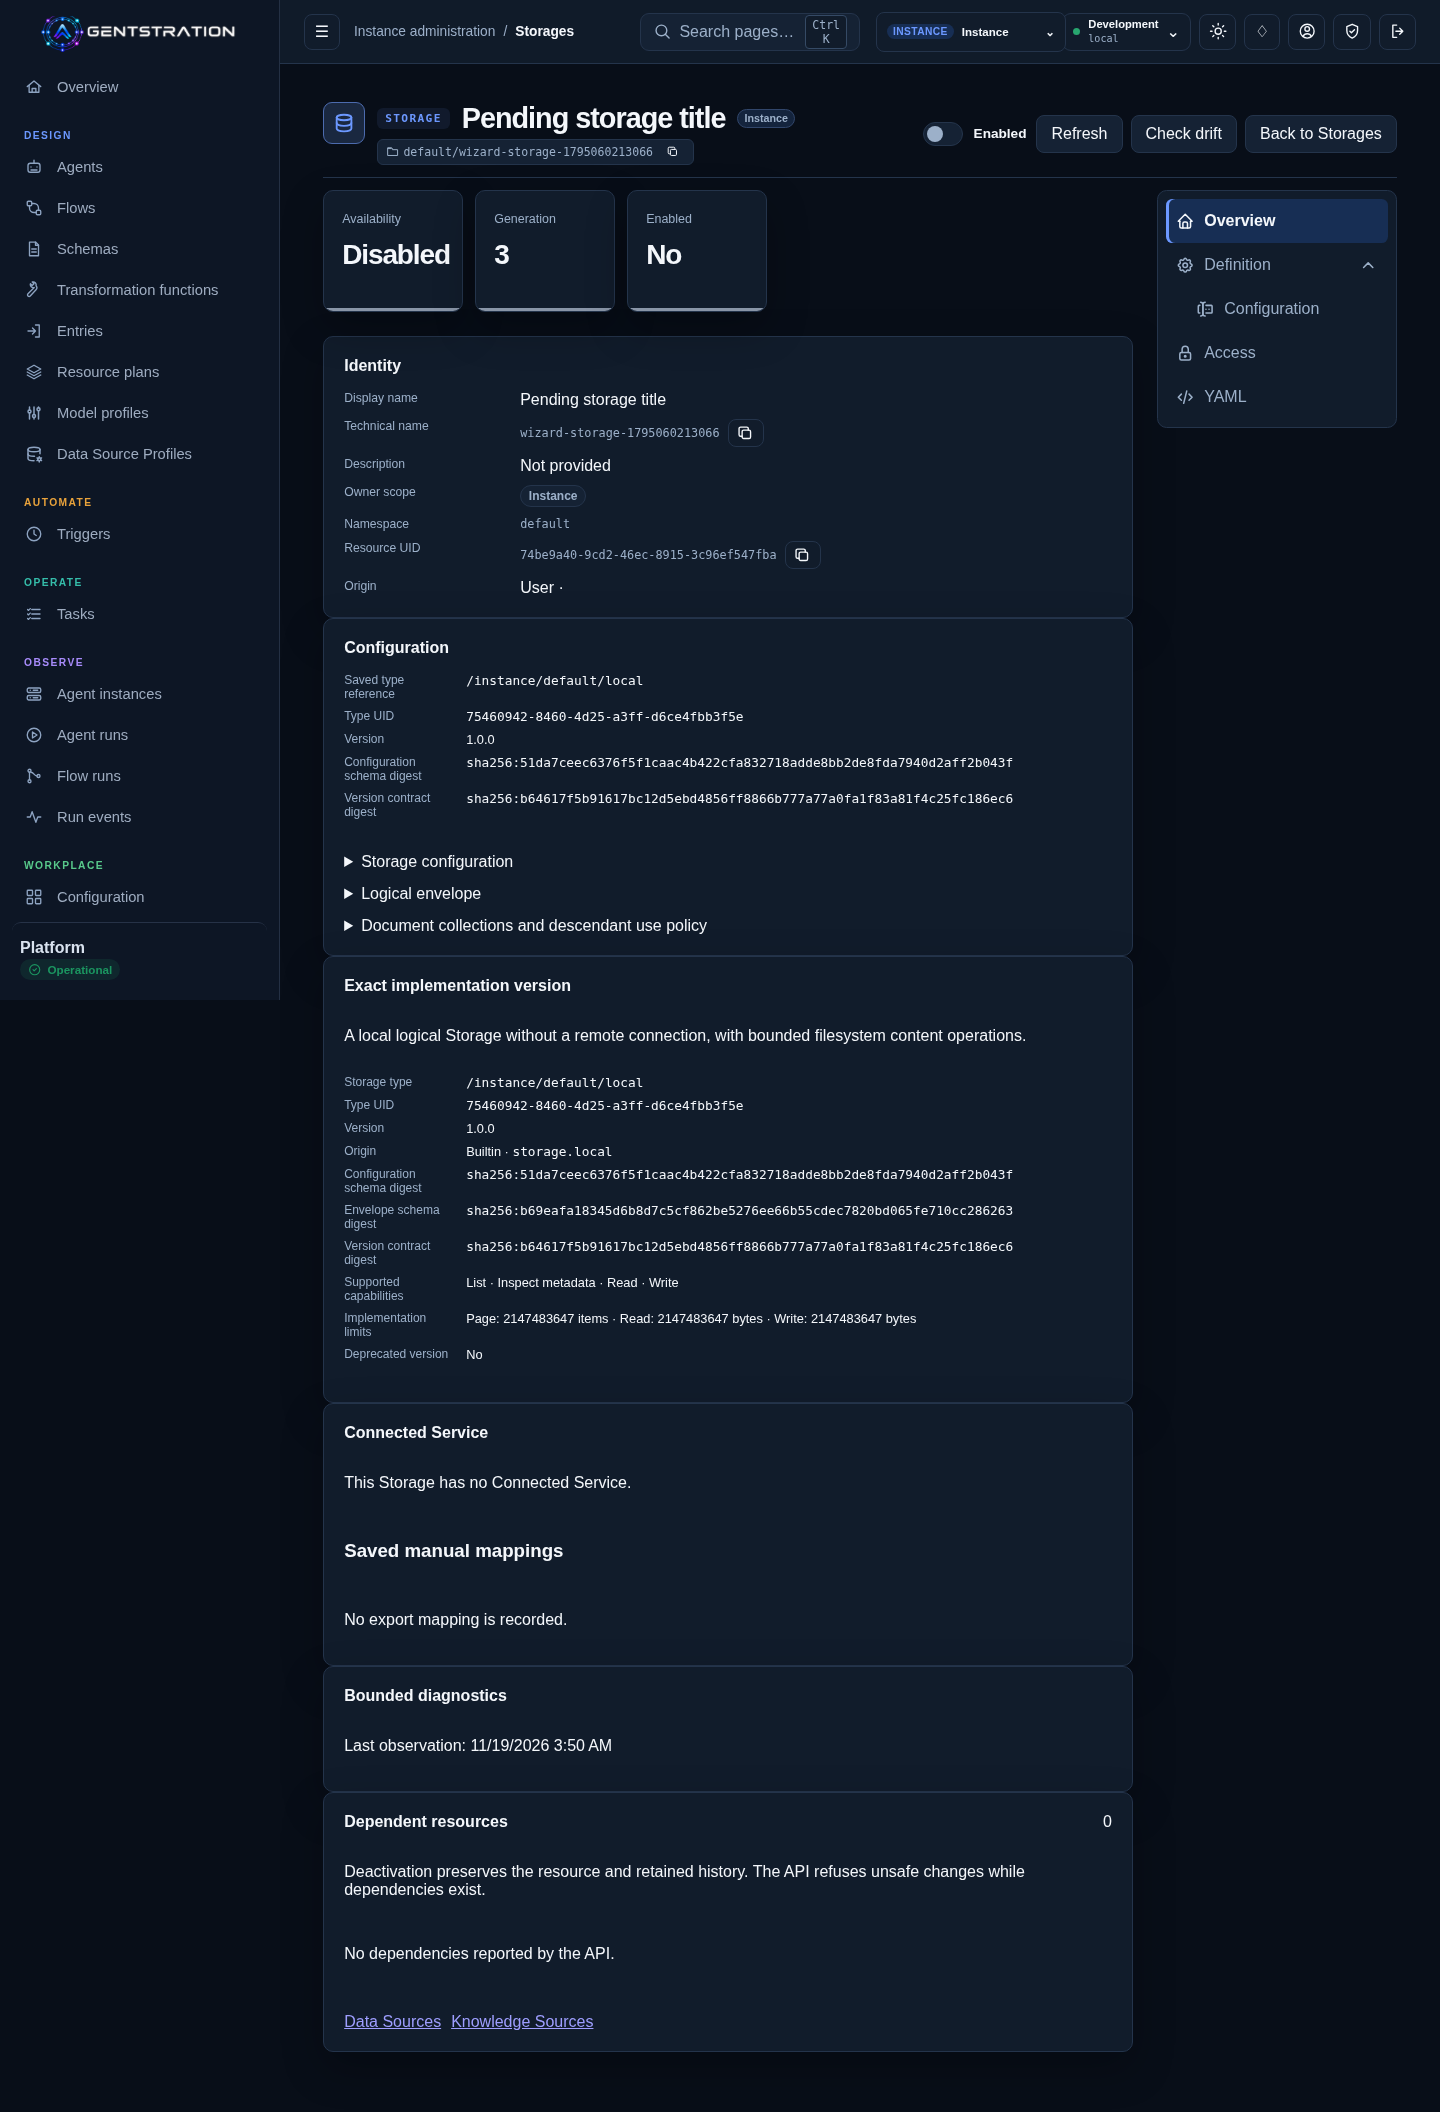 GENTSTRATION
☰
Instance administration / Storages
Search pages…
Ctrl K
INSTANCE Instance
Development
local
Overview
DESIGN
Agents
Flows
Schemas
Transformation functions
Entries
Resource plans
Model profiles
Data Source Profiles
AUTOMATE
Triggers
OPERATE
Tasks
OBSERVE
Agent instances
Agent runs
Flow runs
Run events
WORKPLACE
Configuration
Platform
Operational
STORAGE Pending storage title Instance
default/wizard-storage-1795060213066
Enabled
Refresh
Check drift
Back to Storages
Availability
Disabled
Generation
3
Enabled
No
Overview
Definition
Configuration
Access
YAML
Identity
Display name Pending storage title
Technical name wizard-storage-1795060213066
Description Not provided
Owner scope Instance
Namespace default
Resource UID 74be9a40-9cd2-46ec-8915-3c96ef547fba
Origin User ·
Configuration
Saved type reference /instance/default/local
Type UID 75460942-8460-4d25-a3ff-d6ce4fbb3f5e
Version 1.0.0
Configuration schema digest sha256:51da7ceec6376f5f1caac4b422cfa832718adde8bb2de8fda7940d2aff2b043f
Version contract digest sha256:b64617f5b91617bc12d5ebd4856ff8866b777a77a0fa1f83a81f4c25fc186ec6
▶ Storage configuration
▶ Logical envelope
▶ Document collections and descendant use policy
Exact implementation version
A local logical Storage without a remote connection, with bounded filesystem content operations.
Storage type /instance/default/local
Type UID 75460942-8460-4d25-a3ff-d6ce4fbb3f5e
Version 1.0.0
Origin Builtin · storage.local
Configuration schema digest sha256:51da7ceec6376f5f1caac4b422cfa832718adde8bb2de8fda7940d2aff2b043f
Envelope schema digest sha256:b69eafa18345d6b8d7c5cf862be5276ee66b55cdec7820bd065fe710cc286263
Version contract digest sha256:b64617f5b91617bc12d5ebd4856ff8866b777a77a0fa1f83a81f4c25fc186ec6
Supported capabilities List · Inspect metadata · Read · Write
Implementation limits Page: 2147483647 items · Read: 2147483647 bytes · Write: 2147483647 bytes
Deprecated version No
Connected Service
This Storage has no Connected Service.
Saved manual mappings
No export mapping is recorded.
Bounded diagnostics
Last observation: 11/19/2026 3:50 AM
Dependent resources 0
Deactivation preserves the resource and retained history. The API refuses unsafe changes while
dependencies exist.
No dependencies reported by the API.
Data Sources Knowledge Sources